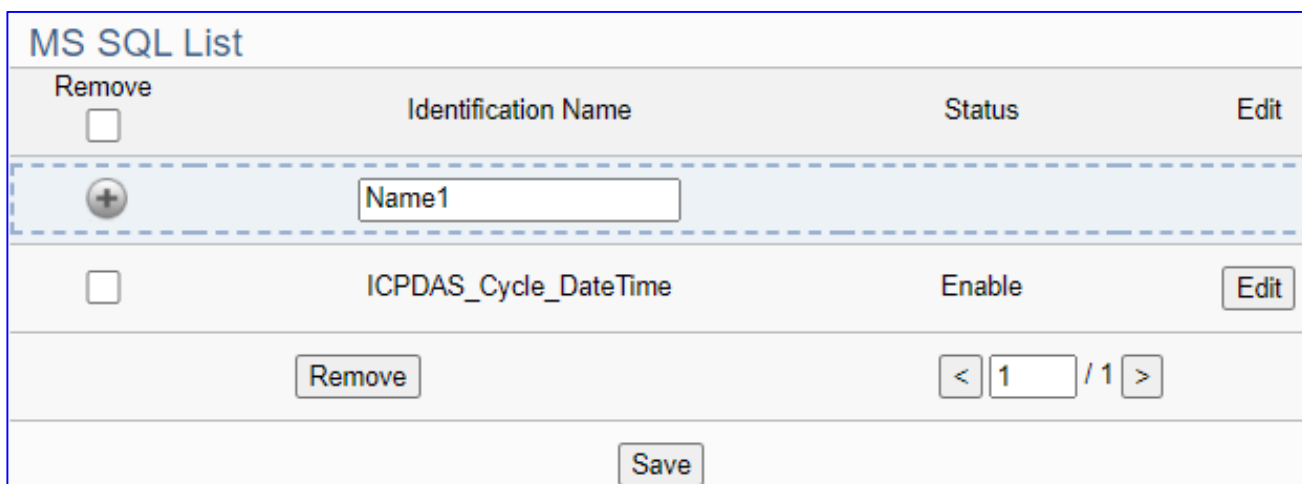 MS SQL List
Remove
Identification Name Status Edit
Name1
ICPDAS_Cycle_DateTime Enable Edit
Remove < 1 / 1 >
Save